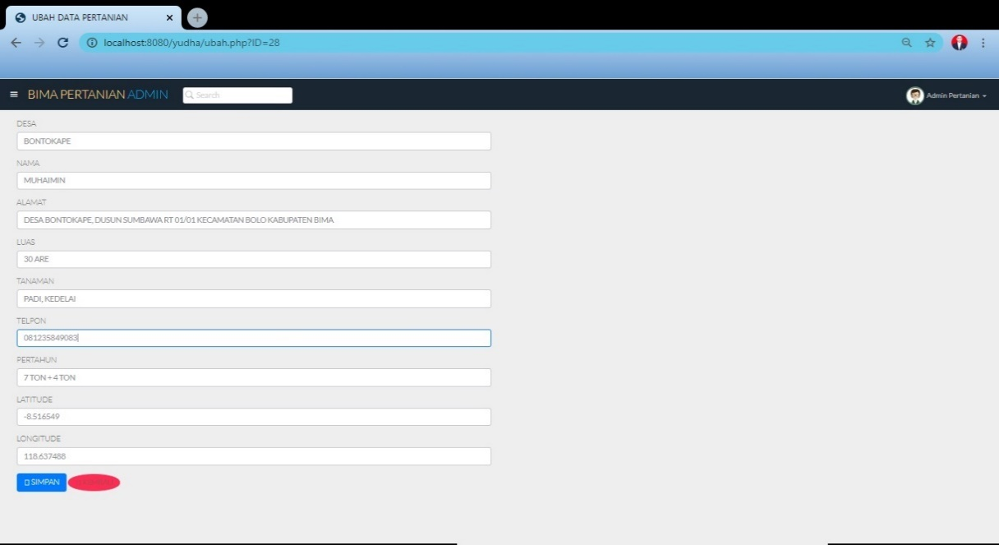 UBAH DATA PERTANIAN
localhost:8080/yudha/ubah.php?ID=28
BIMA PERTANIAN ADMIN Search Admin Pertanian
DESA
BONTOKAPE
NAMA
MUHAIMIN
ALAMAT
DESA BONTOKAPE, DUSUN SUMBAWA RT 01/01 KECAMATAN BOLO KABUPATEN BIMA
LUAS
30 ARE
TANAMAN
PADI, KEDELAI
TELPON
081235849083
PERTAHUN
7 TON + 4 TON
LATITUDE
-8.516549
LONGITUDE
118.637488
SIMPAN